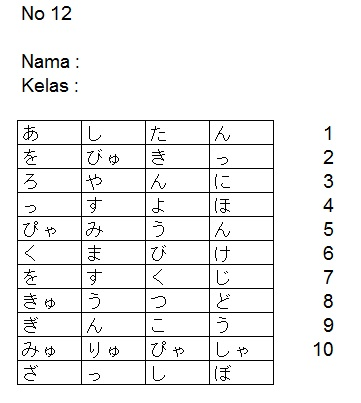 No 12
Nama :
Kelas :
あ し た ん 1
を びゅ き っ 2
ろ や ん に 3
っ す よ ほ 4
ぴゃ み う ん 5
く ま び け 6
を す く じ 7
きゅ う つ ど 8
ぎ ん こ う 9
みゅ りゅ ぴゃ しゃ 10
ざ っ し ぼ